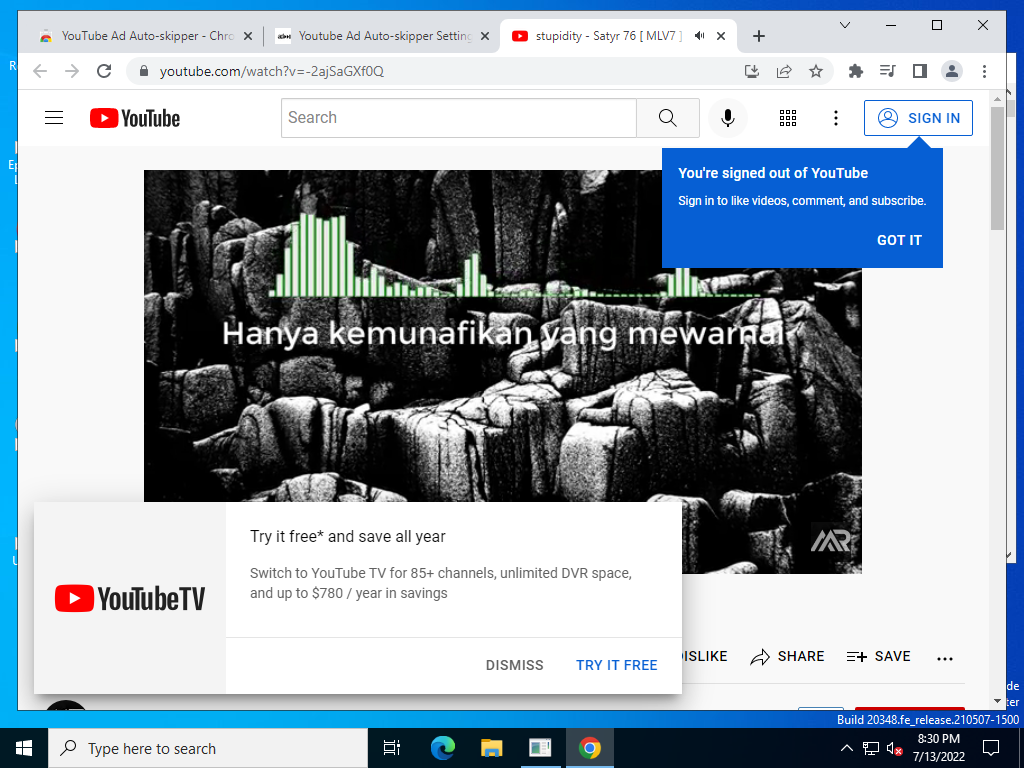 YouTube Ad Auto-skipper - Chro
Youtube Ad Auto-skipper Setting
stupidity - Satyr 76 [ MLV7 ]
youtube.com/watch?v=-2ajSaGXf0Q
YouTube
Search
SIGN IN
You're signed out of YouTube
Sign in to like videos, comment, and subscribe.
GOT IT
Hanya kemunafikan yang mewarnai
MR
Try it free* and save all year
Switch to YouTube TV for 85+ channels, unlimited DVR space,
and up to $780 / year in savings
YouTubeTV
DISMISS
TRY IT FREE
ISLIKE
SHARE
SAVE
Build 20348.fe_release.210507-1500
Type here to search
8:30 PM
7/13/2022